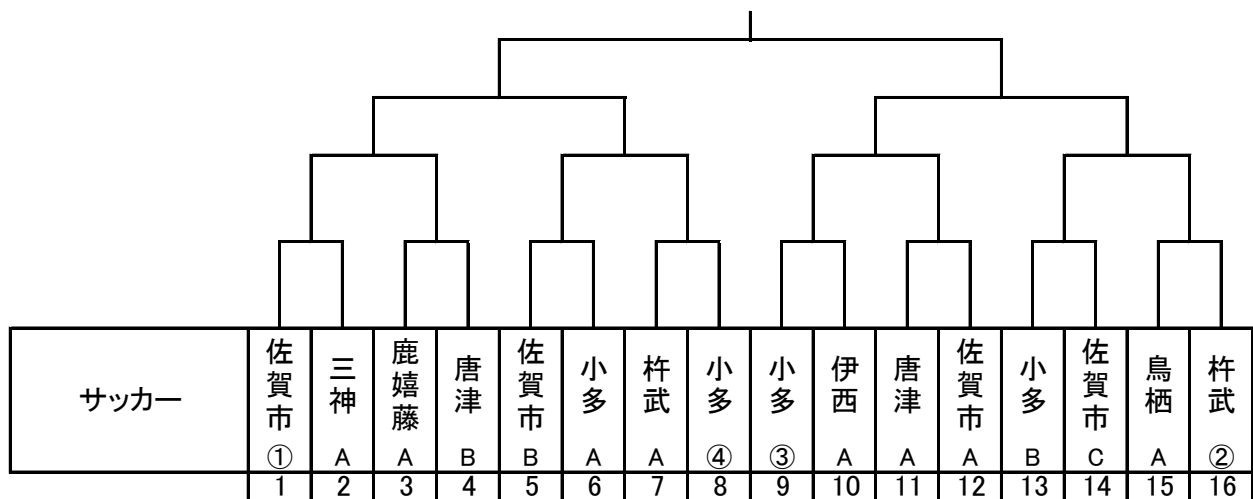 サッカー
佐賀市 ①
三神 A
鹿嬉藤 A
唐津 B
佐賀市 B
小多 A
杵武 A
小多 ④
小多 ③
伊西 A
唐津 A
佐賀市 A
小多 B
佐賀市 C
鳥栖 A
杵武 ②
1 2 3 4 5 6 7 8 9 10 11 12 13 14 15 16